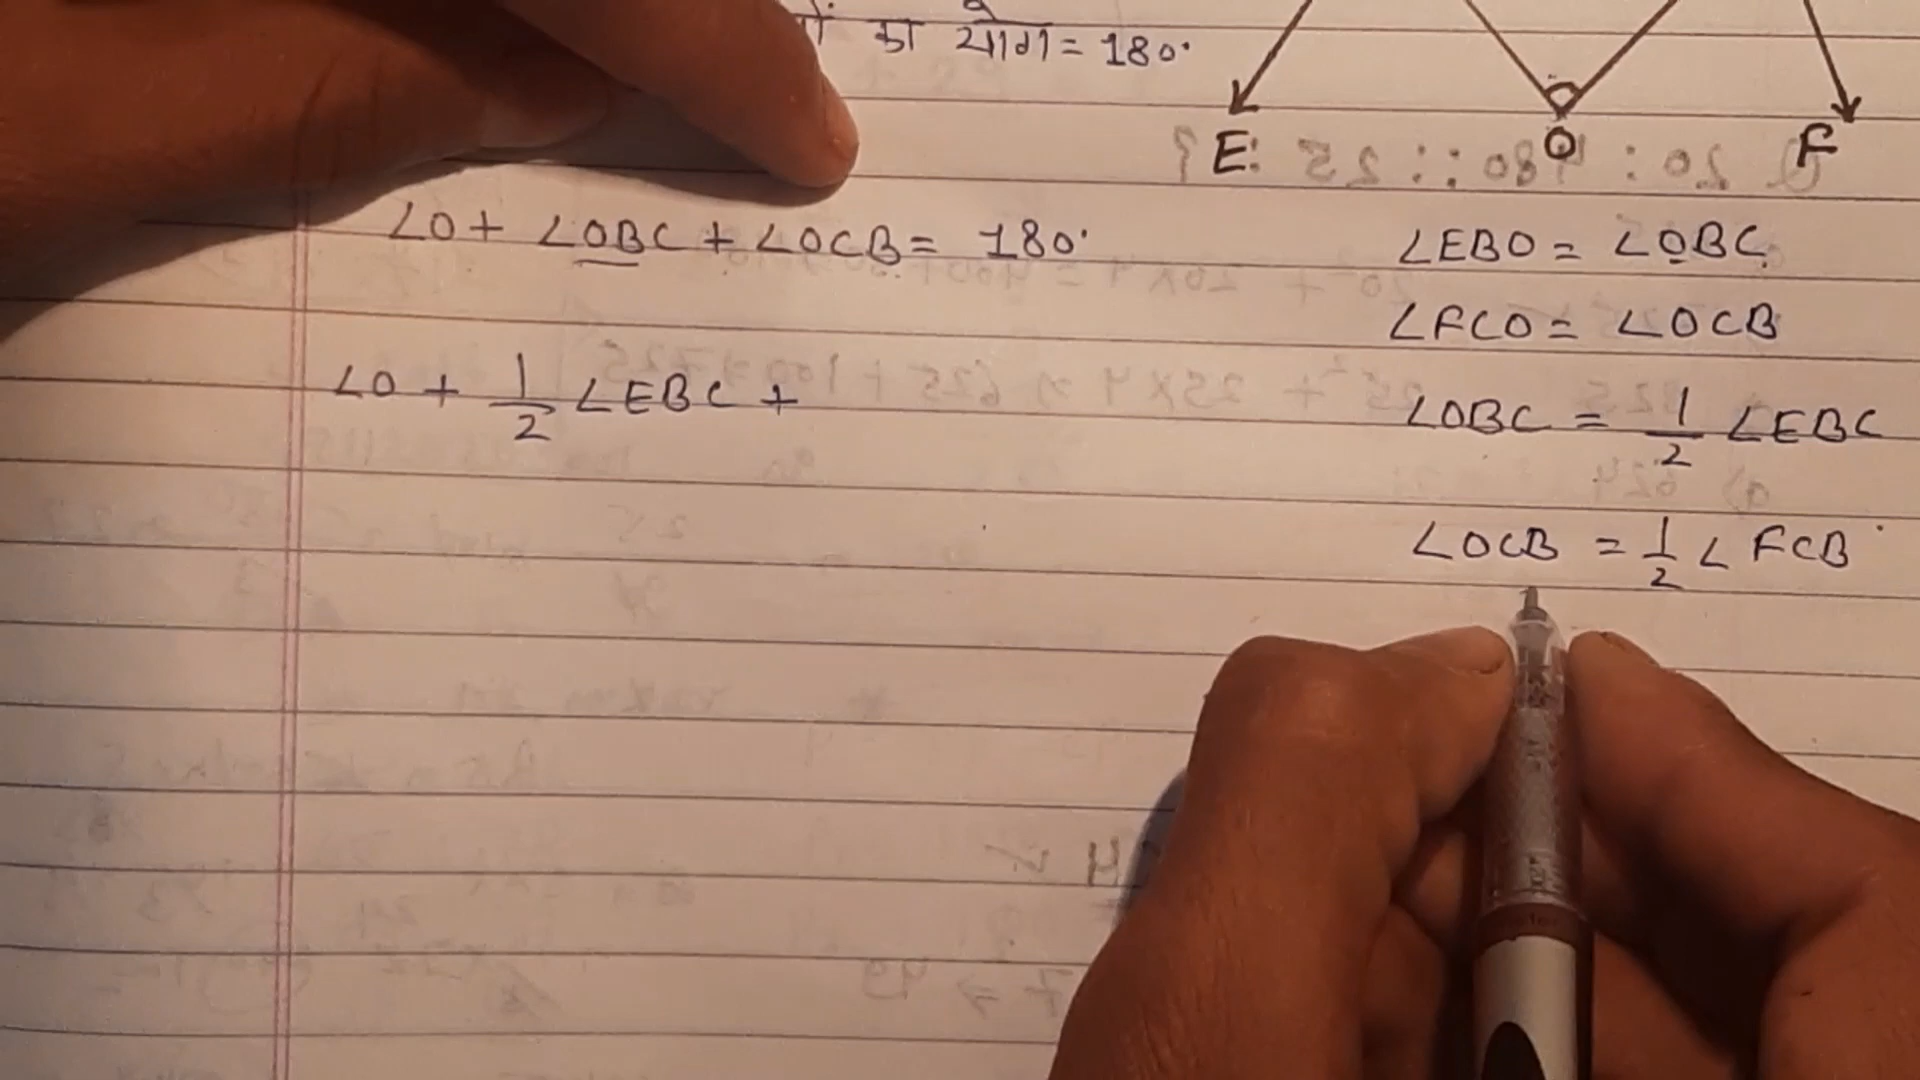 का योग = 180°
E O F
∠O + ∠OBC + ∠OCB = 180°
∠EBO = ∠OBC
∠FCO = ∠OCB
∠O + 1/2 ∠EBC +
∠OBC = 1/2 ∠EBC
∠OCB = 1/2 ∠FCB